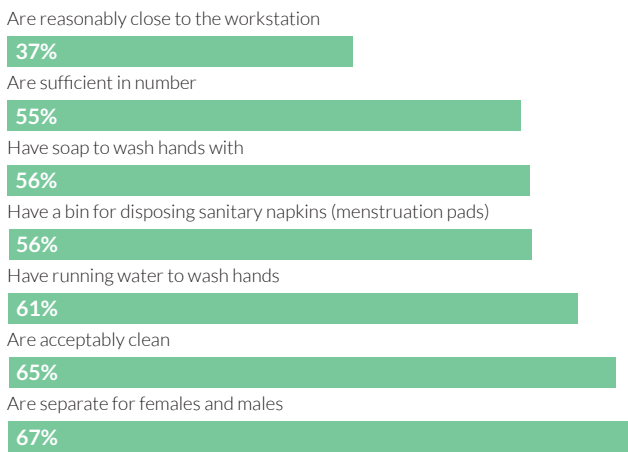 Are reasonably close to the workstation
37%
Are sufficient in number
55%
Have soap to wash hands with
56%
Have a bin for disposing sanitary napkins (menstruation pads)
56%
Have running water to wash hands
61%
Are acceptably clean
65%
Are separate for females and males
67%